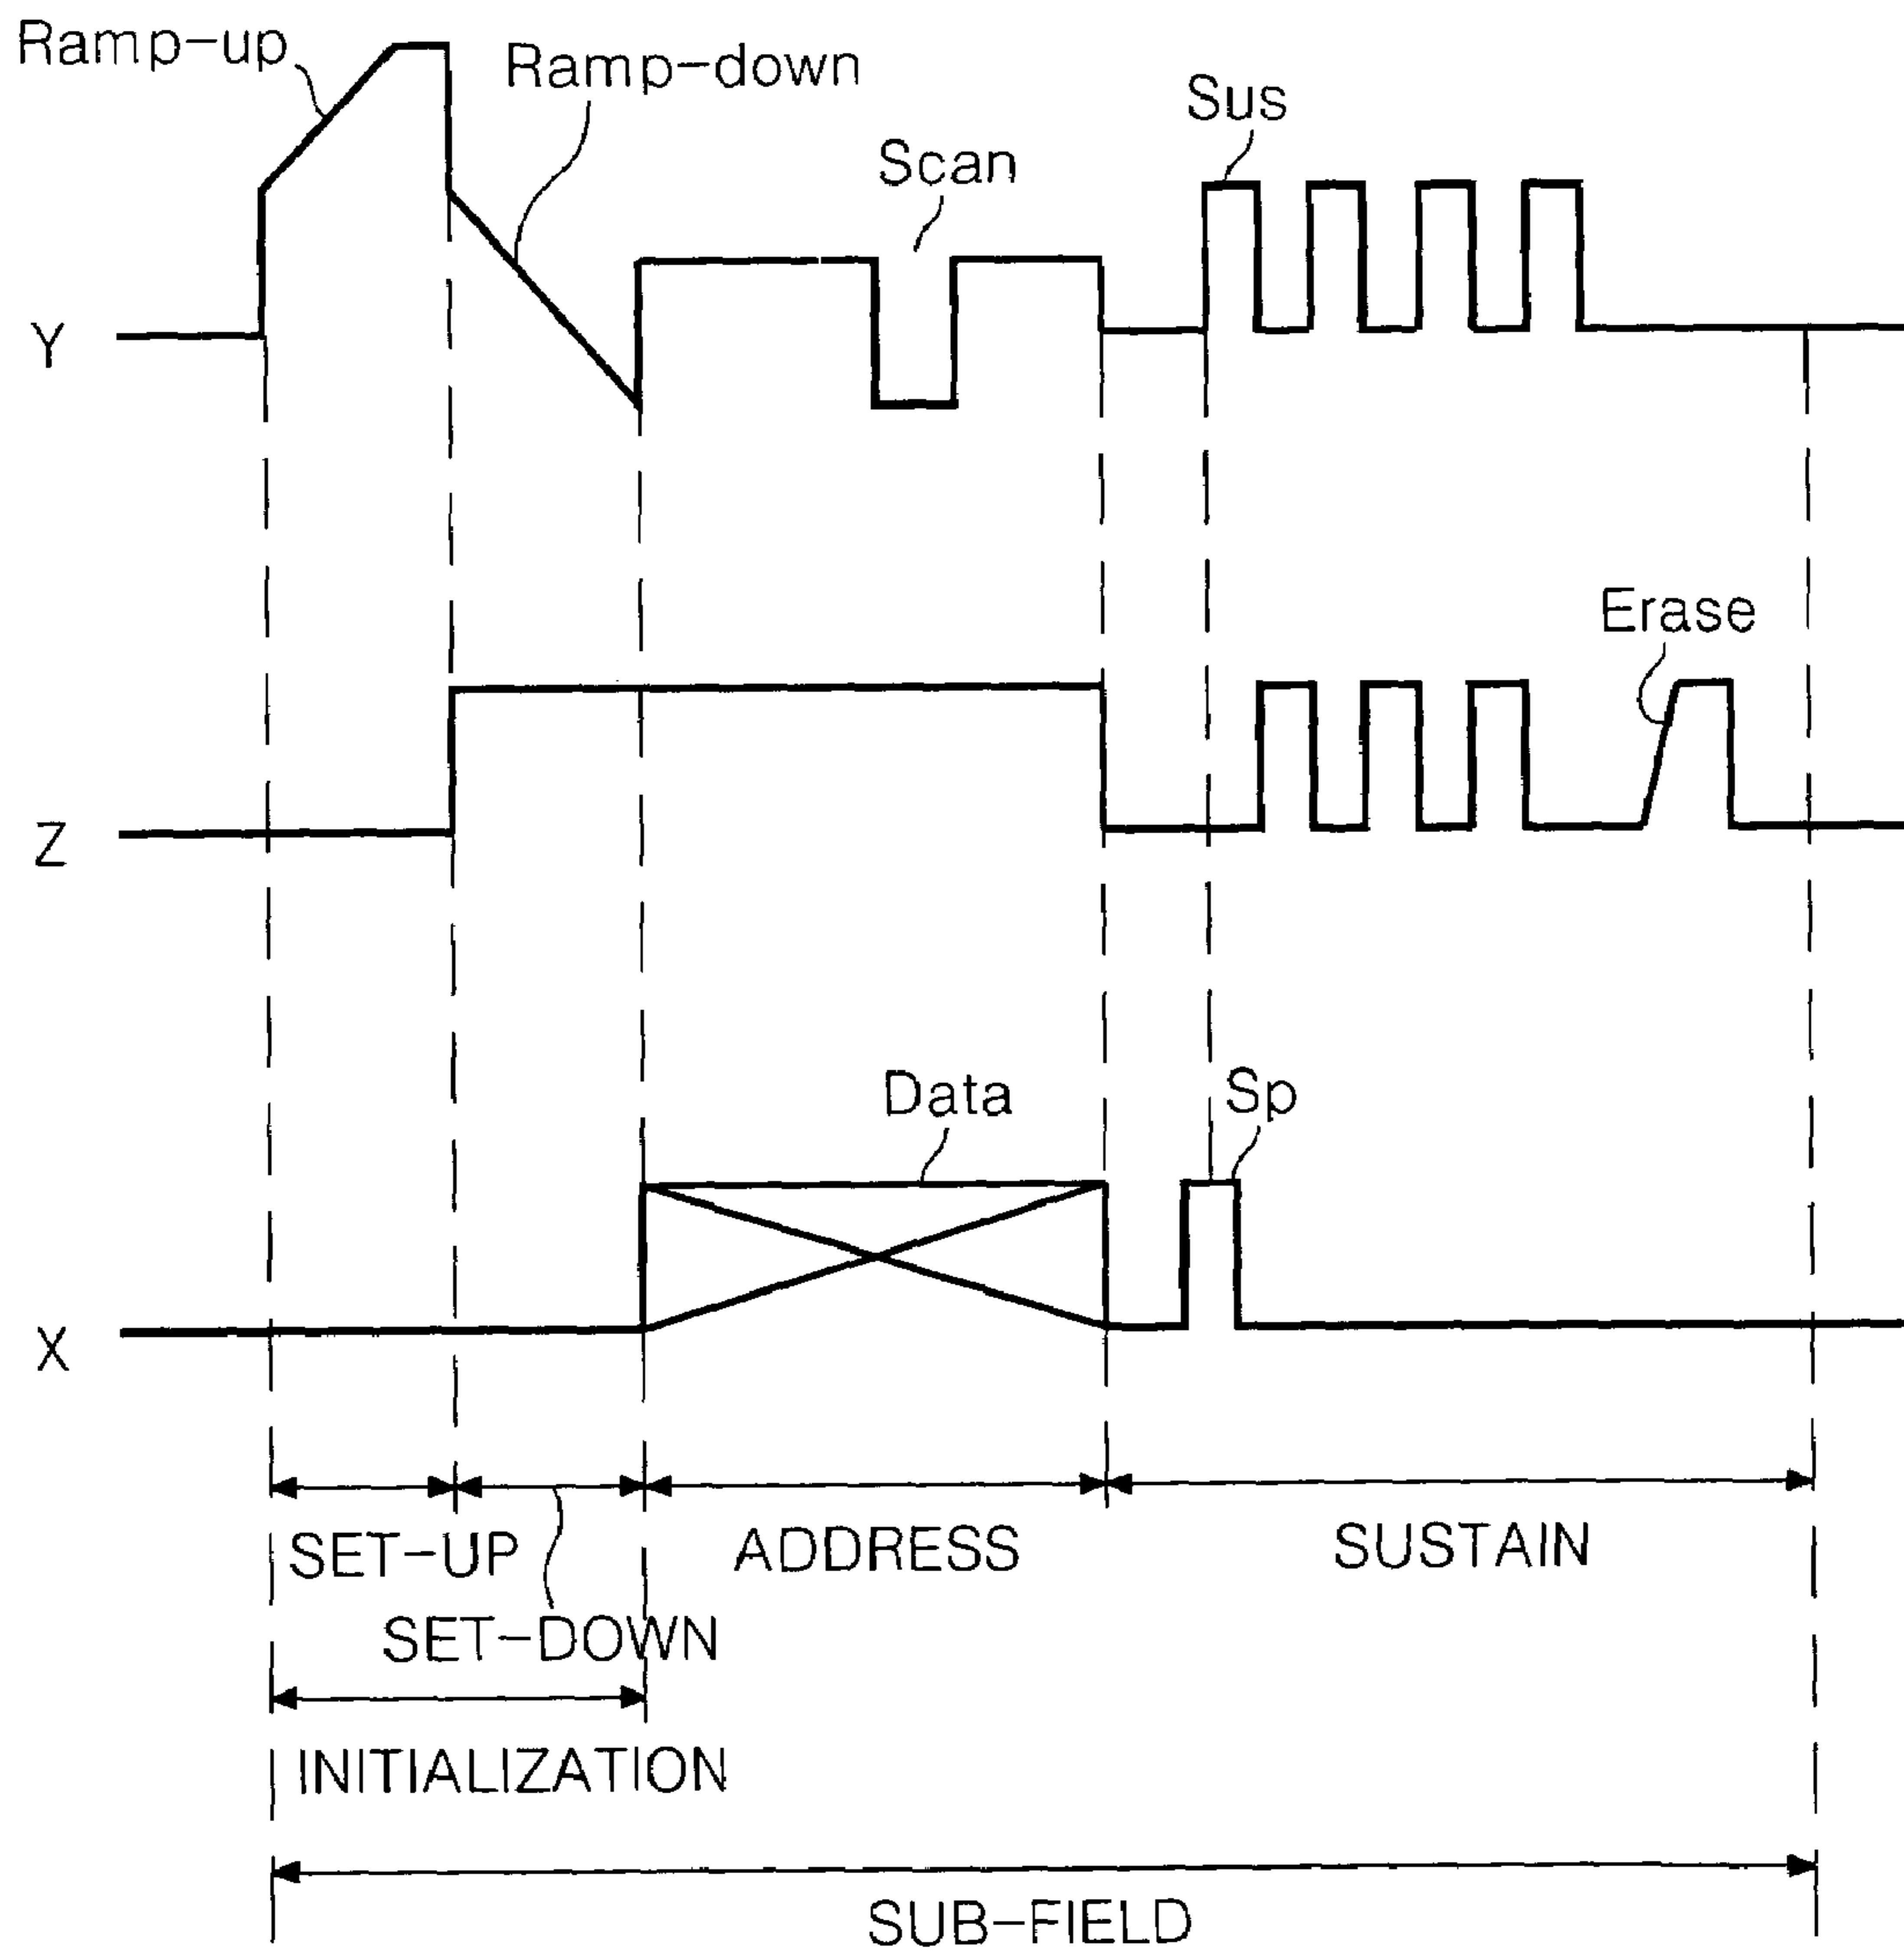 Ramp-up
Ramp-down
Sus
Scan
Y
Erase
Z
Data
Sp
X
SET-UP
ADDRESS
SUSTAIN
SET-DOWN
INITIALIZATION
SUB-FIELD